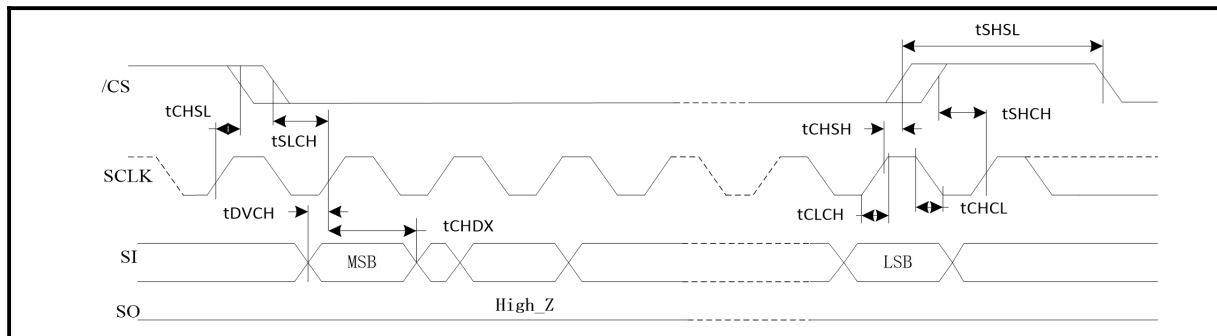 tSHSL
/CS
tCHSL
tSLCH
tCHSH
tSHCH
SCLK
tDVCH
tCHDX
tCLCH
tCHCL
SI
MSB
LSB
High_Z
SO